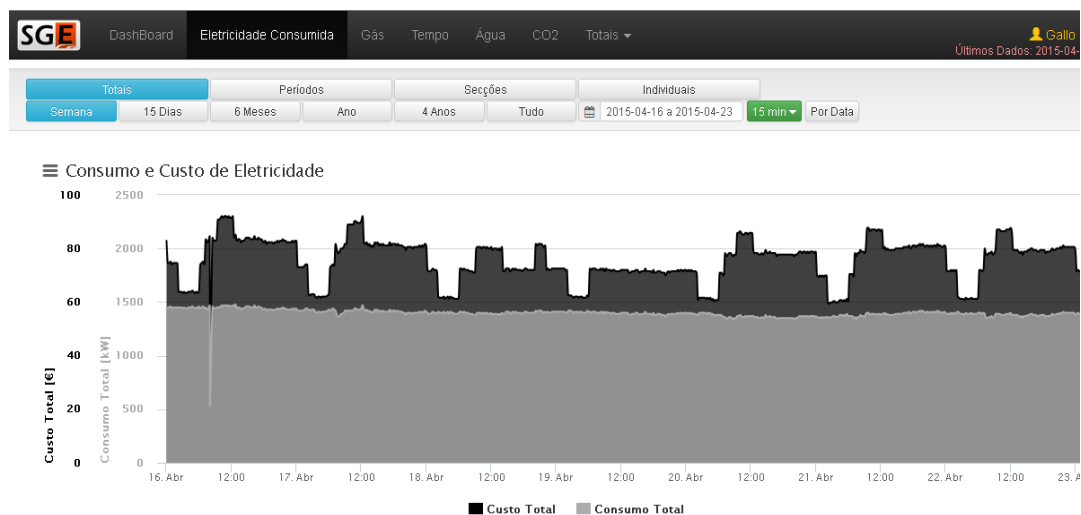 SGE DashBoard Eletricidade Consumida Gás Tempo Água CO2 Totais Gallo
Últimos Dados: 2015-04-
Totais Períodos Secções Individuais
Semana 15 Dias 6 Meses Ano 4 Anos Tudo 2015-04-16 a 2015-04-23 15 min Por Data
Consumo e Custo de Eletricidade
100 2500
80 2000
60 1500
40 1000
20 500
0 0
Custo Total [€]
Consumo Total [kW]
16. Abr 12:00 17. Abr 12:00 18. Abr 12:00 19. Abr 12:00 20. Abr 12:00 21. Abr 12:00 22. Abr 12:00 23. A
Custo Total Consumo Total